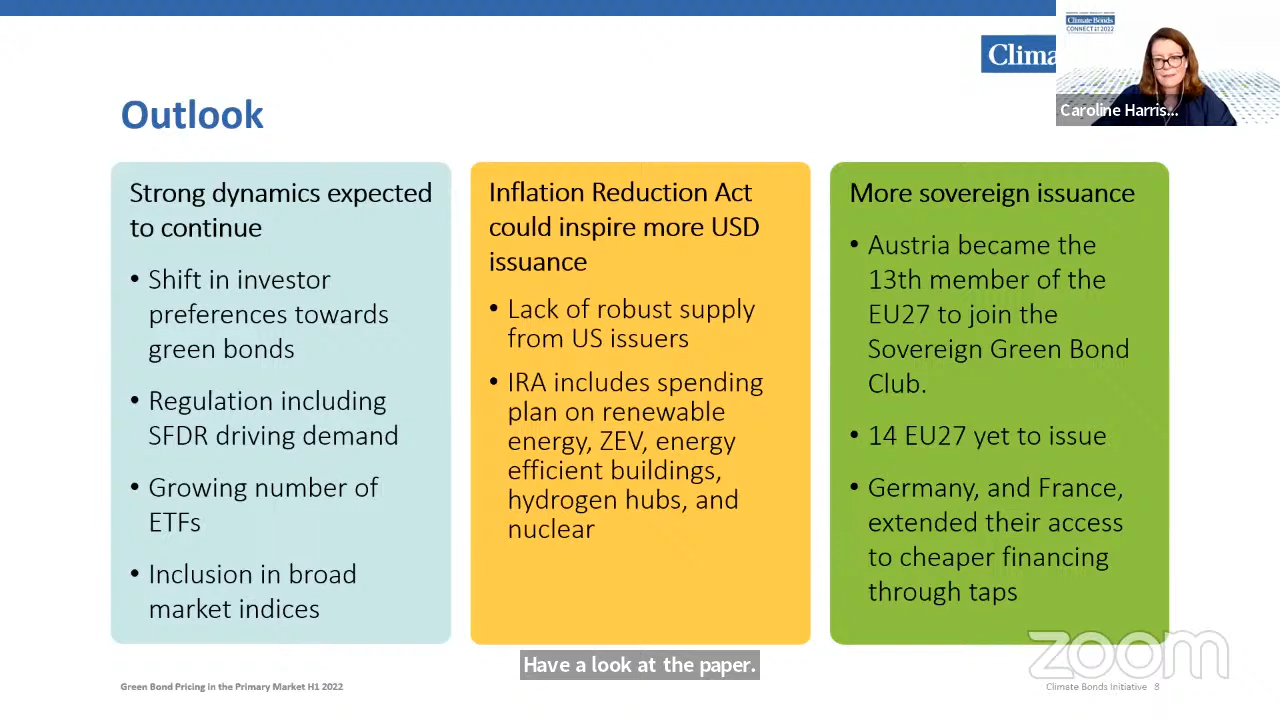 Climate Bonds
CONNECT 2022
Clima
Caroline Harris...
Outlook
Strong dynamics expected
to continue
• Shift in investor
preferences towards
green bonds
• Regulation including
SFDR driving demand
• Growing number of
ETFs
• Inclusion in broad
market indices
Inflation Reduction Act
could inspire more USD
issuance
• Lack of robust supply
from US issuers
• IRA includes spending
plan on renewable
energy, ZEV, energy
efficient buildings,
hydrogen hubs, and
nuclear
More sovereign issuance
• Austria became the
13th member of the
EU27 to join the
Sovereign Green Bond
Club.
• 14 EU27 yet to issue
• Germany, and France,
extended their access
to cheaper financing
through taps
Have a look at the paper.
zoom
Green Bond Pricing in the Primary Market H1 2022
Climate Bonds Initiative 8